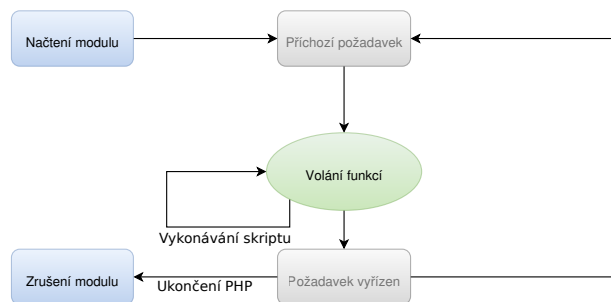 Načtení modulu
Příchozí požadavek
Volání funkcí
Vykonávání skriptu
Zrušení modulu
Ukončení PHP
Požadavek vyřízen